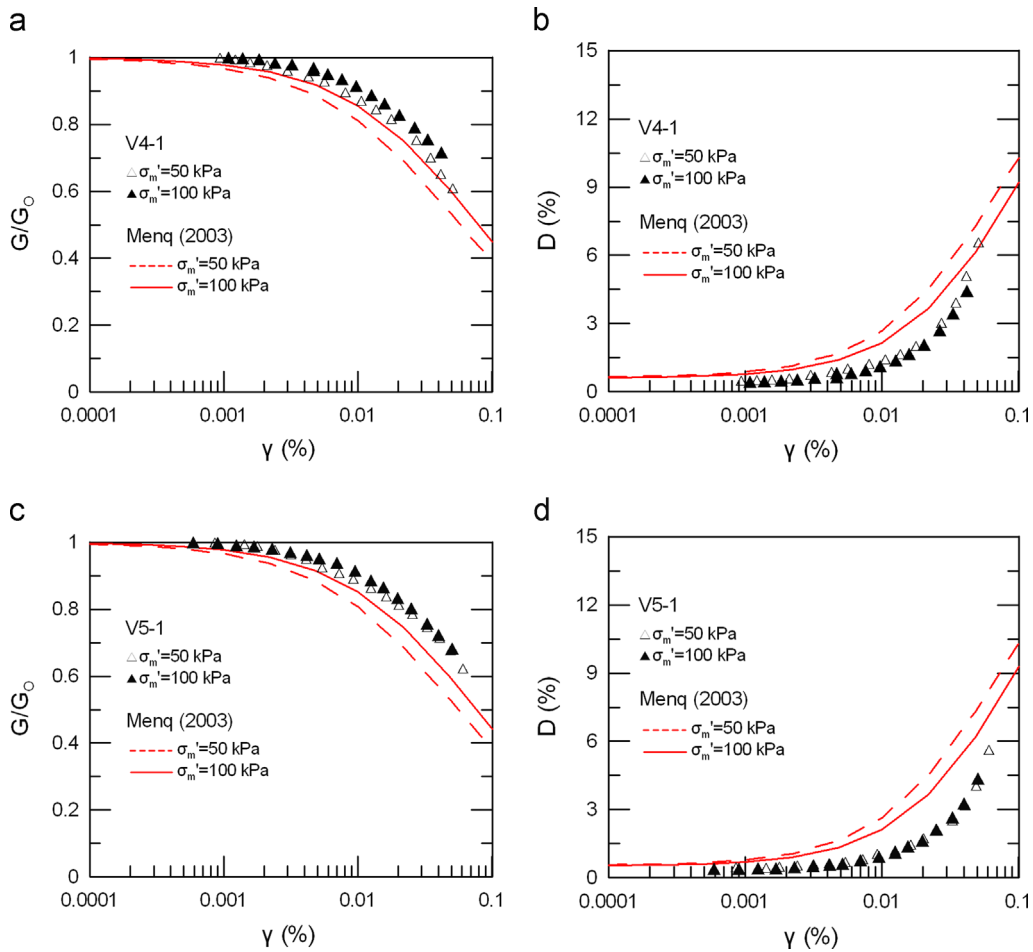 a
1
0.8
0.6
0.4
0.2
0
G/G₀
V4-1
σm'=50 kPa
σm'=100 kPa
Menq (2003)
σm'=50 kPa
σm'=100 kPa
0.0001
0.001
0.01
0.1
γ (%)
b
15
12
9
6
3
0
D (%)
V4-1
σm'=50 kPa
σm'=100 kPa
Menq (2003)
σm'=50 kPa
σm'=100 kPa
0.0001
0.001
0.01
0.1
γ (%)
c
1
0.8
0.6
0.4
0.2
0
G/G₀
V5-1
σm'=50 kPa
σm'=100 kPa
Menq (2003)
σm'=50 kPa
σm'=100 kPa
0.0001
0.001
0.01
0.1
γ (%)
d
15
12
9
6
3
0
D (%)
V5-1
σm'=50 kPa
σm'=100 kPa
Menq (2003)
σm'=50 kPa
σm'=100 kPa
0.0001
0.001
0.01
0.1
γ (%)